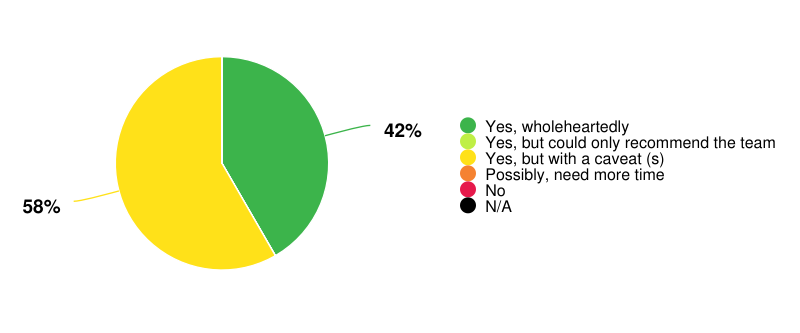 42%
58%
Yes, wholeheartedly
Yes, but could only recommend the team
Yes, but with a caveat (s)
Possibly, need more time
No
N/A